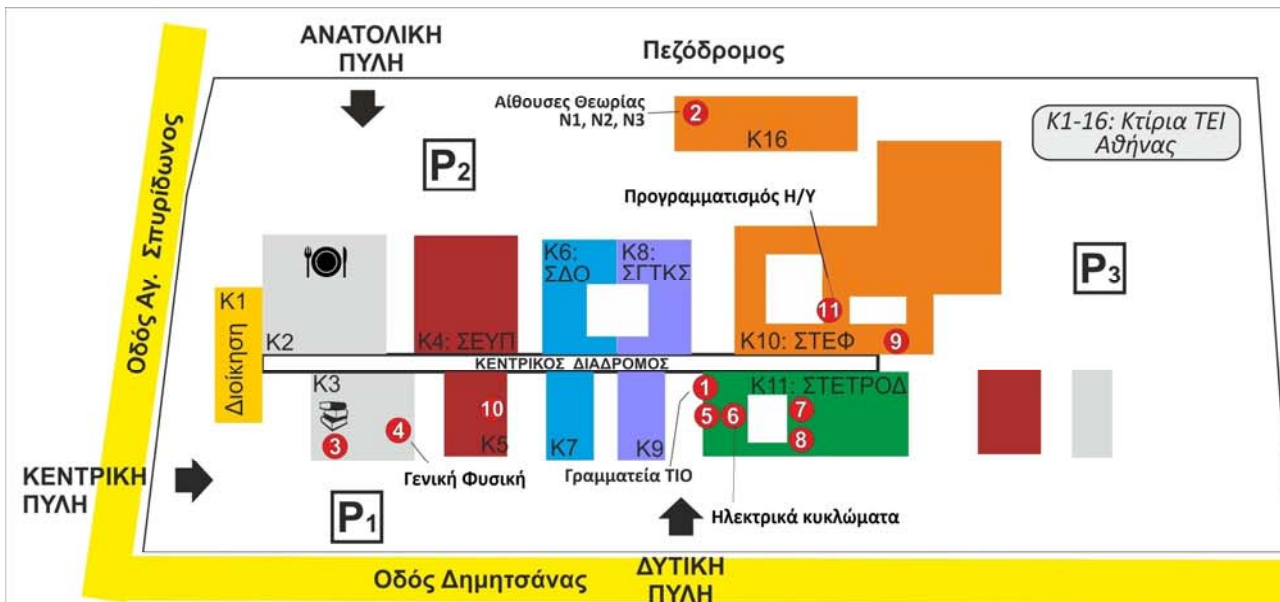 ΑΝΑΤΟΛΙΚΗ
ΠΥΛΗ
Πεζόδρομος
Αίθουσες Θεωρίας
N1, N2, N3
2
K16
K1-16: Κτίρια ΤΕΙ
Αθήνας
P2
Προγραμματισμός Η/Υ
Οδός Αγ. Σπυρίδωνος
K6:
ΣΔΟ
K8:
ΣΓΤΚΣ
P3
K1
Διοίκηση
11
K2
K4: ΣΕΥΠ
K10: ΣΤΕΦ
9
ΚΕΝΤΡΙΚΟΣ ΔΙΑΔΡΟΜΟΣ
K3
1
K11: ΣΤΕΤΡΟΔ
10
5
6
7
3
4
K5
K7
K9
8
ΚΕΝΤΡΙΚΗ
ΠΥΛΗ
Γενική Φυσική
Γραμματεία ΤΙΟ
P1
Ηλεκτρικά κυκλώματα
Οδός Δημητσάνας
ΔΥΤΙΚΗ
ΠΥΛΗ